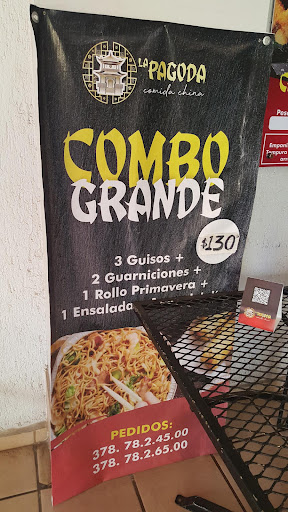 LA PAGODA
comida china
COMBO
GRANDE
$130
3 Guisos +
2 Guarniciones +
1 Rollo Primavera +
1 Ensalada
PEDIDOS:
378. 78.2.45.00
378. 78.2.65.00